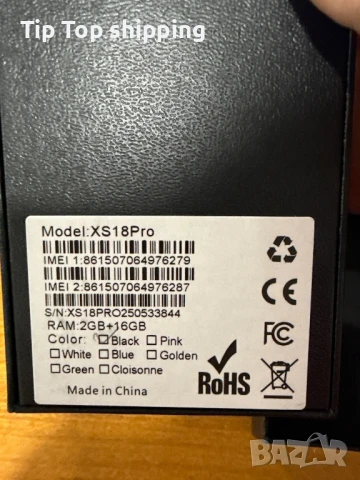 Tip Top shipping
Model:XS18Pro
IMEI 1:861507064976279
IMEI 2:861507064976287
S/N:XS18PRO250533844
RAM:2GB+16GB
Color: Black Pink
White Blue Golden
Green Cloisonne
Made in China
CE
FC
RoHS
BAZAR
bg